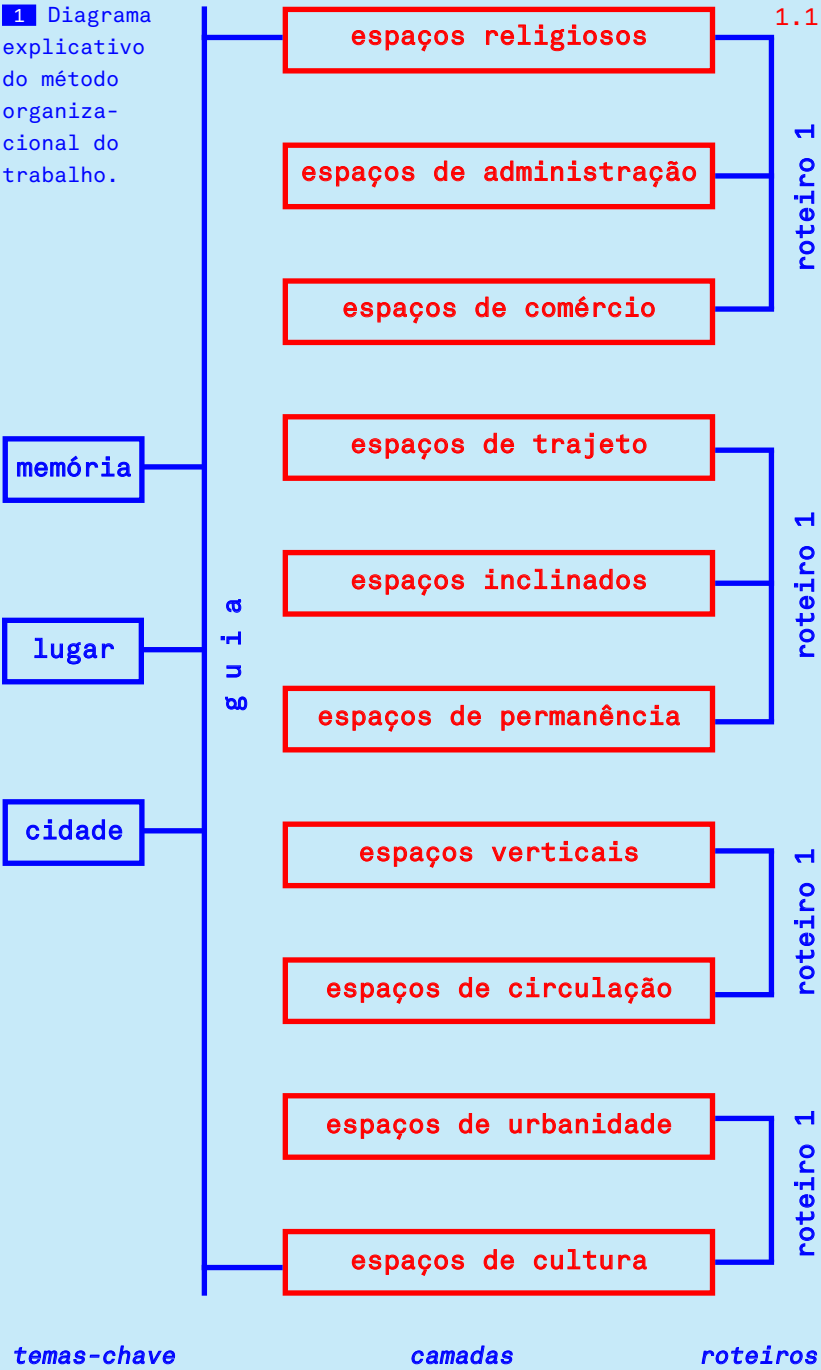 1 Diagrama
explicativo
do método
organiza-
cional do
trabalho.
1.1
memória
lugar
cidade
guia
espaços religiosos
espaços de administração
espaços de comércio
roteiro 1
espaços de trajeto
espaços inclinados
espaços de permanência
roteiro 1
espaços verticais
espaços de circulação
roteiro 1
espaços de urbanidade
espaços de cultura
roteiro 1
temas-chave
camadas
roteiros